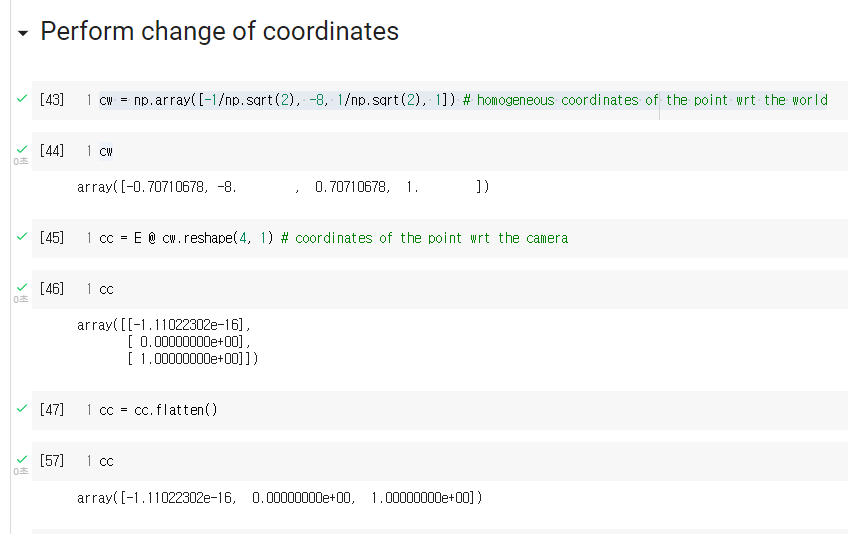 Perform change of coordinates
[43] 1 cw = np.array([-1/np.sqrt(2), -8, 1/np.sqrt(2), 1]) # homogeneous coordinates of the point wrt the world
[44] 1 cw
0초
array([-0.70710678, -8.        ,  0.70710678,  1.        ])
[45] 1 cc = E @ cw.reshape(4, 1) # coordinates of the point wrt the camera
[46] 1 cc
0초
array([[-1.11022302e-16],
       [ 0.00000000e+00],
       [ 1.00000000e+00]])
[47] 1 cc = cc.flatten()
[57] 1 cc
0초
array([-1.11022302e-16,  0.00000000e+00,  1.00000000e+00])